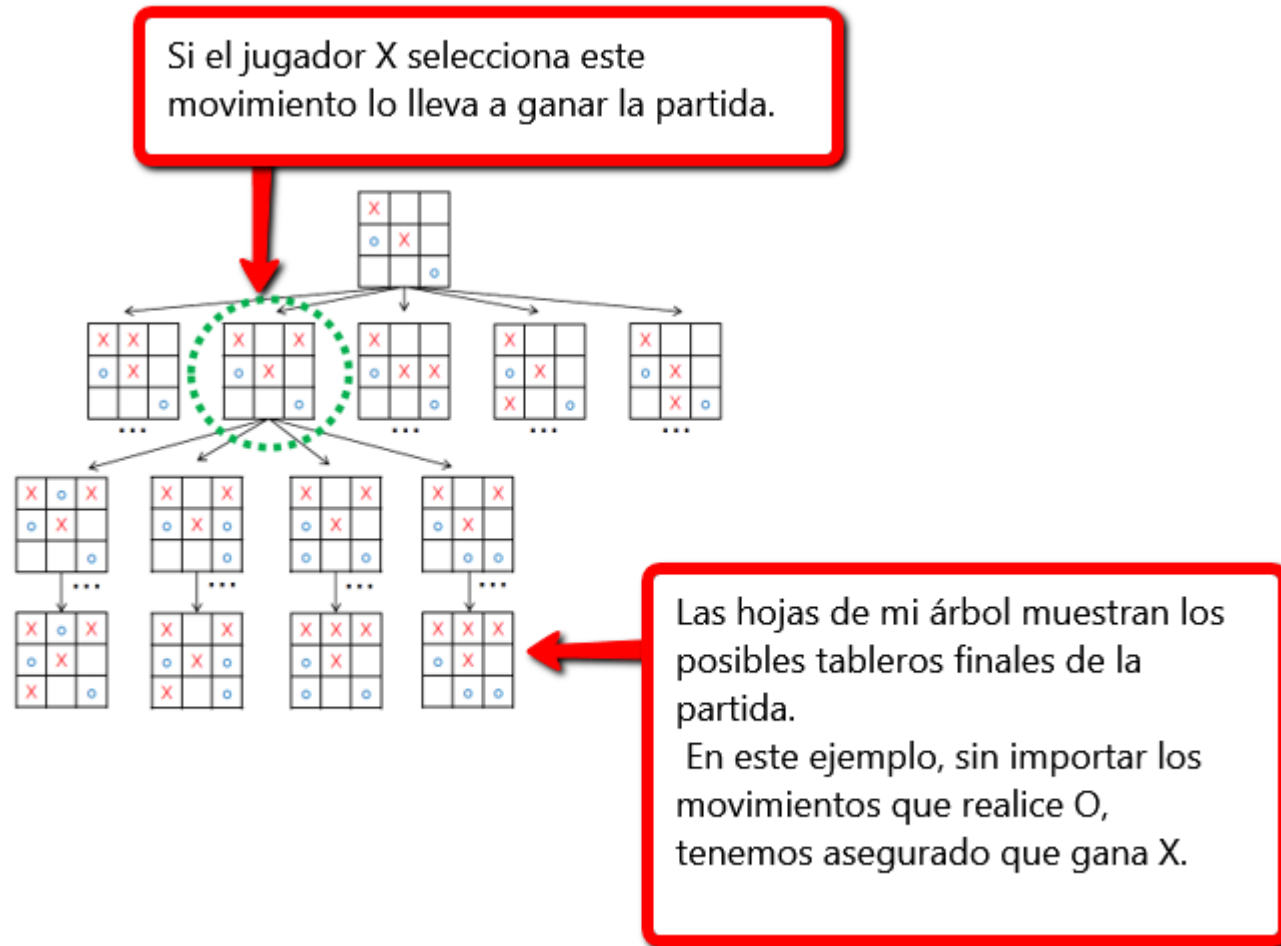 Si el jugador X selecciona este
movimiento lo lleva a ganar la partida.
X
o X
o
X X
o X
o
...
X X
o X
o
X
o X X
o
...
X
o X
X o
...
X
o X
X o
...
X o X
o X
o
...
X X
o X o
o
...
X X
o X
o o
...
X X
o X
o o
...
X o X
o X
X o
X X
o X o
X o
X X X
o X
o o
X X X
o X
o o
Las hojas de mi árbol muestran los
posibles tableros finales de la
partida.
En este ejemplo, sin importar los
movimientos que realice O,
tenemos asegurado que gana X.